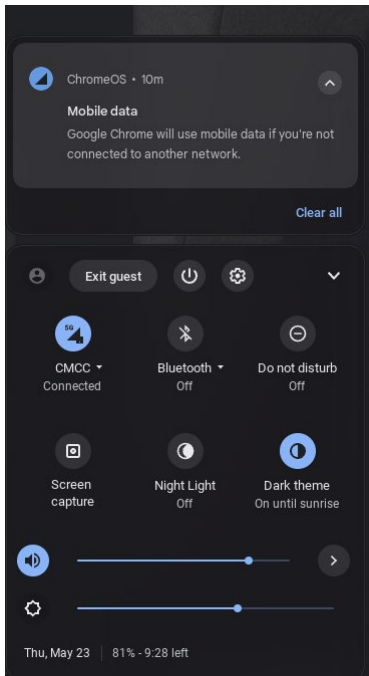 ChromeOS • 10m
Mobile data
Google Chrome will use mobile data if you're not
connected to another network.
Clear all
Exit guest
5G
CMCC
Connected
Bluetooth
Off
Do not disturb
Off
Screen
capture
Night Light
Off
Dark theme
On until sunrise
Thu, May 23 | 81% - 9:28 left